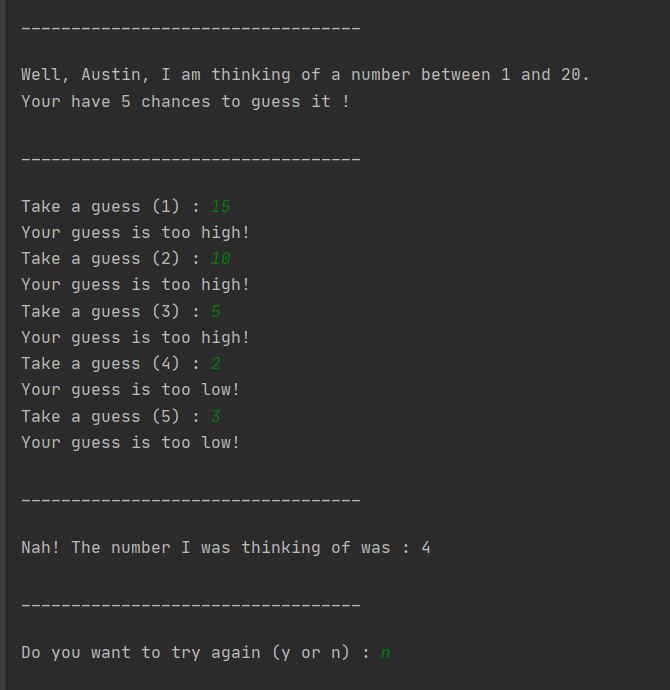 ----------------------------------
Well, Austin, I am thinking of a number between 1 and 20.
Your have 5 chances to guess it !
----------------------------------
Take a guess (1) : 15
Your guess is too high!
Take a guess (2) : 10
Your guess is too high!
Take a guess (3) : 5
Your guess is too high!
Take a guess (4) : 2
Your guess is too low!
Take a guess (5) : 3
Your guess is too low!
----------------------------------
Nah! The number I was thinking of was : 4
----------------------------------
Do you want to try again (y or n) : n